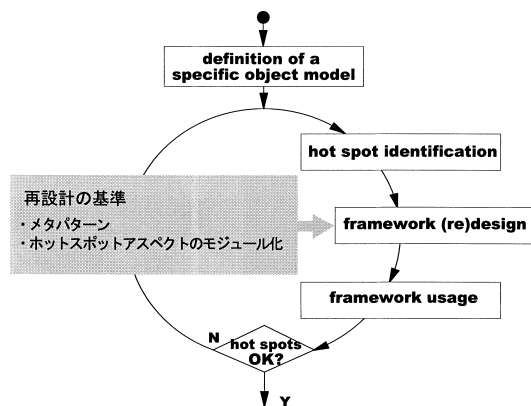 definition of a
specific object model
hot spot identification
再設計の基準
・メタパターン
・ホットスポットアスペクトのモジュール化
framework (re)design
framework usage
N
hot spots
OK?
Y